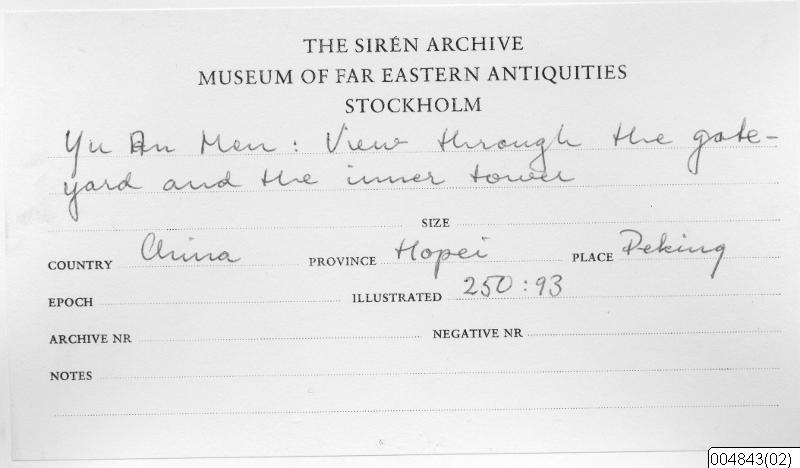 THE SIRÉN ARCHIVE
MUSEUM OF FAR EASTERN ANTIQUITIES
STOCKHOLM
Yu An Men : View through the gate-
yard and the inner tower
SIZE
COUNTRY China PROVINCE Hopei PLACE Peking
EPOCH ILLUSTRATED 250 : 93
ARCHIVE NR NEGATIVE NR
NOTES
004843(02)